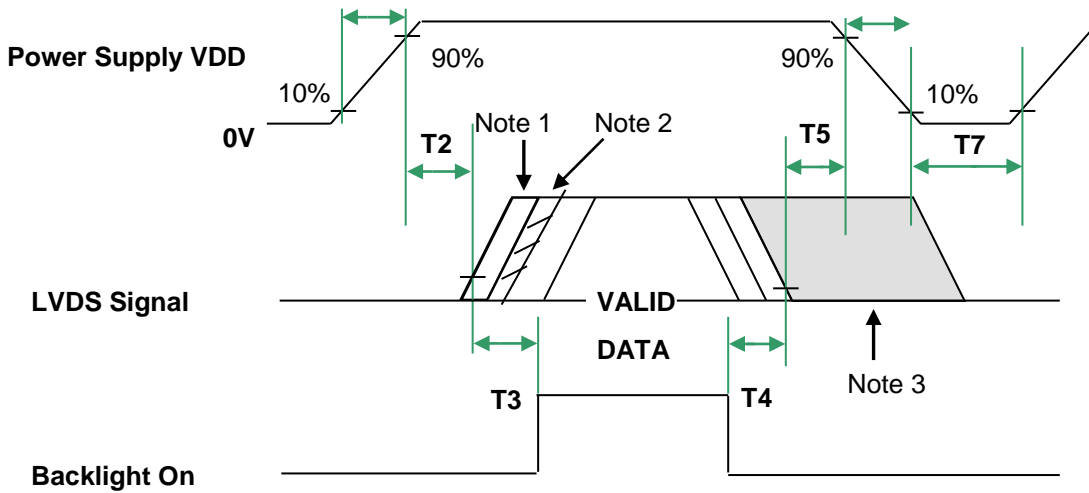 Power Supply VDD
90%
90%
10%
10%
0V
Note 1
Note 2
T2
T5
T7
LVDS Signal
VALID
DATA
Note 3
T3
T4
Backlight On